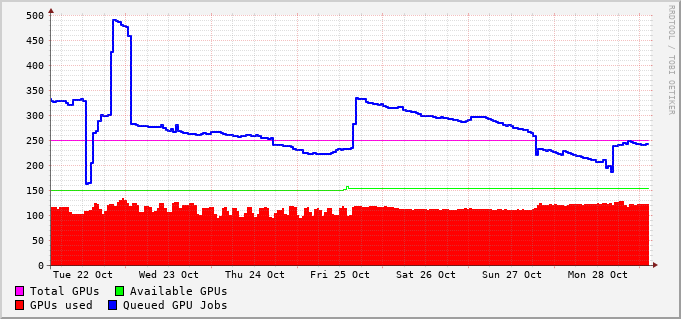 500
450
400
350
300
250
200
150
100
50
0
Tue 22 Oct Wed 23 Oct Thu 24 Oct Fri 25 Oct Sat 26 Oct Sun 27 Oct Mon 28 Oct
Total GPUs Available GPUs
GPUs used Queued GPU Jobs
RRDTOOL / TOBI OETIKER